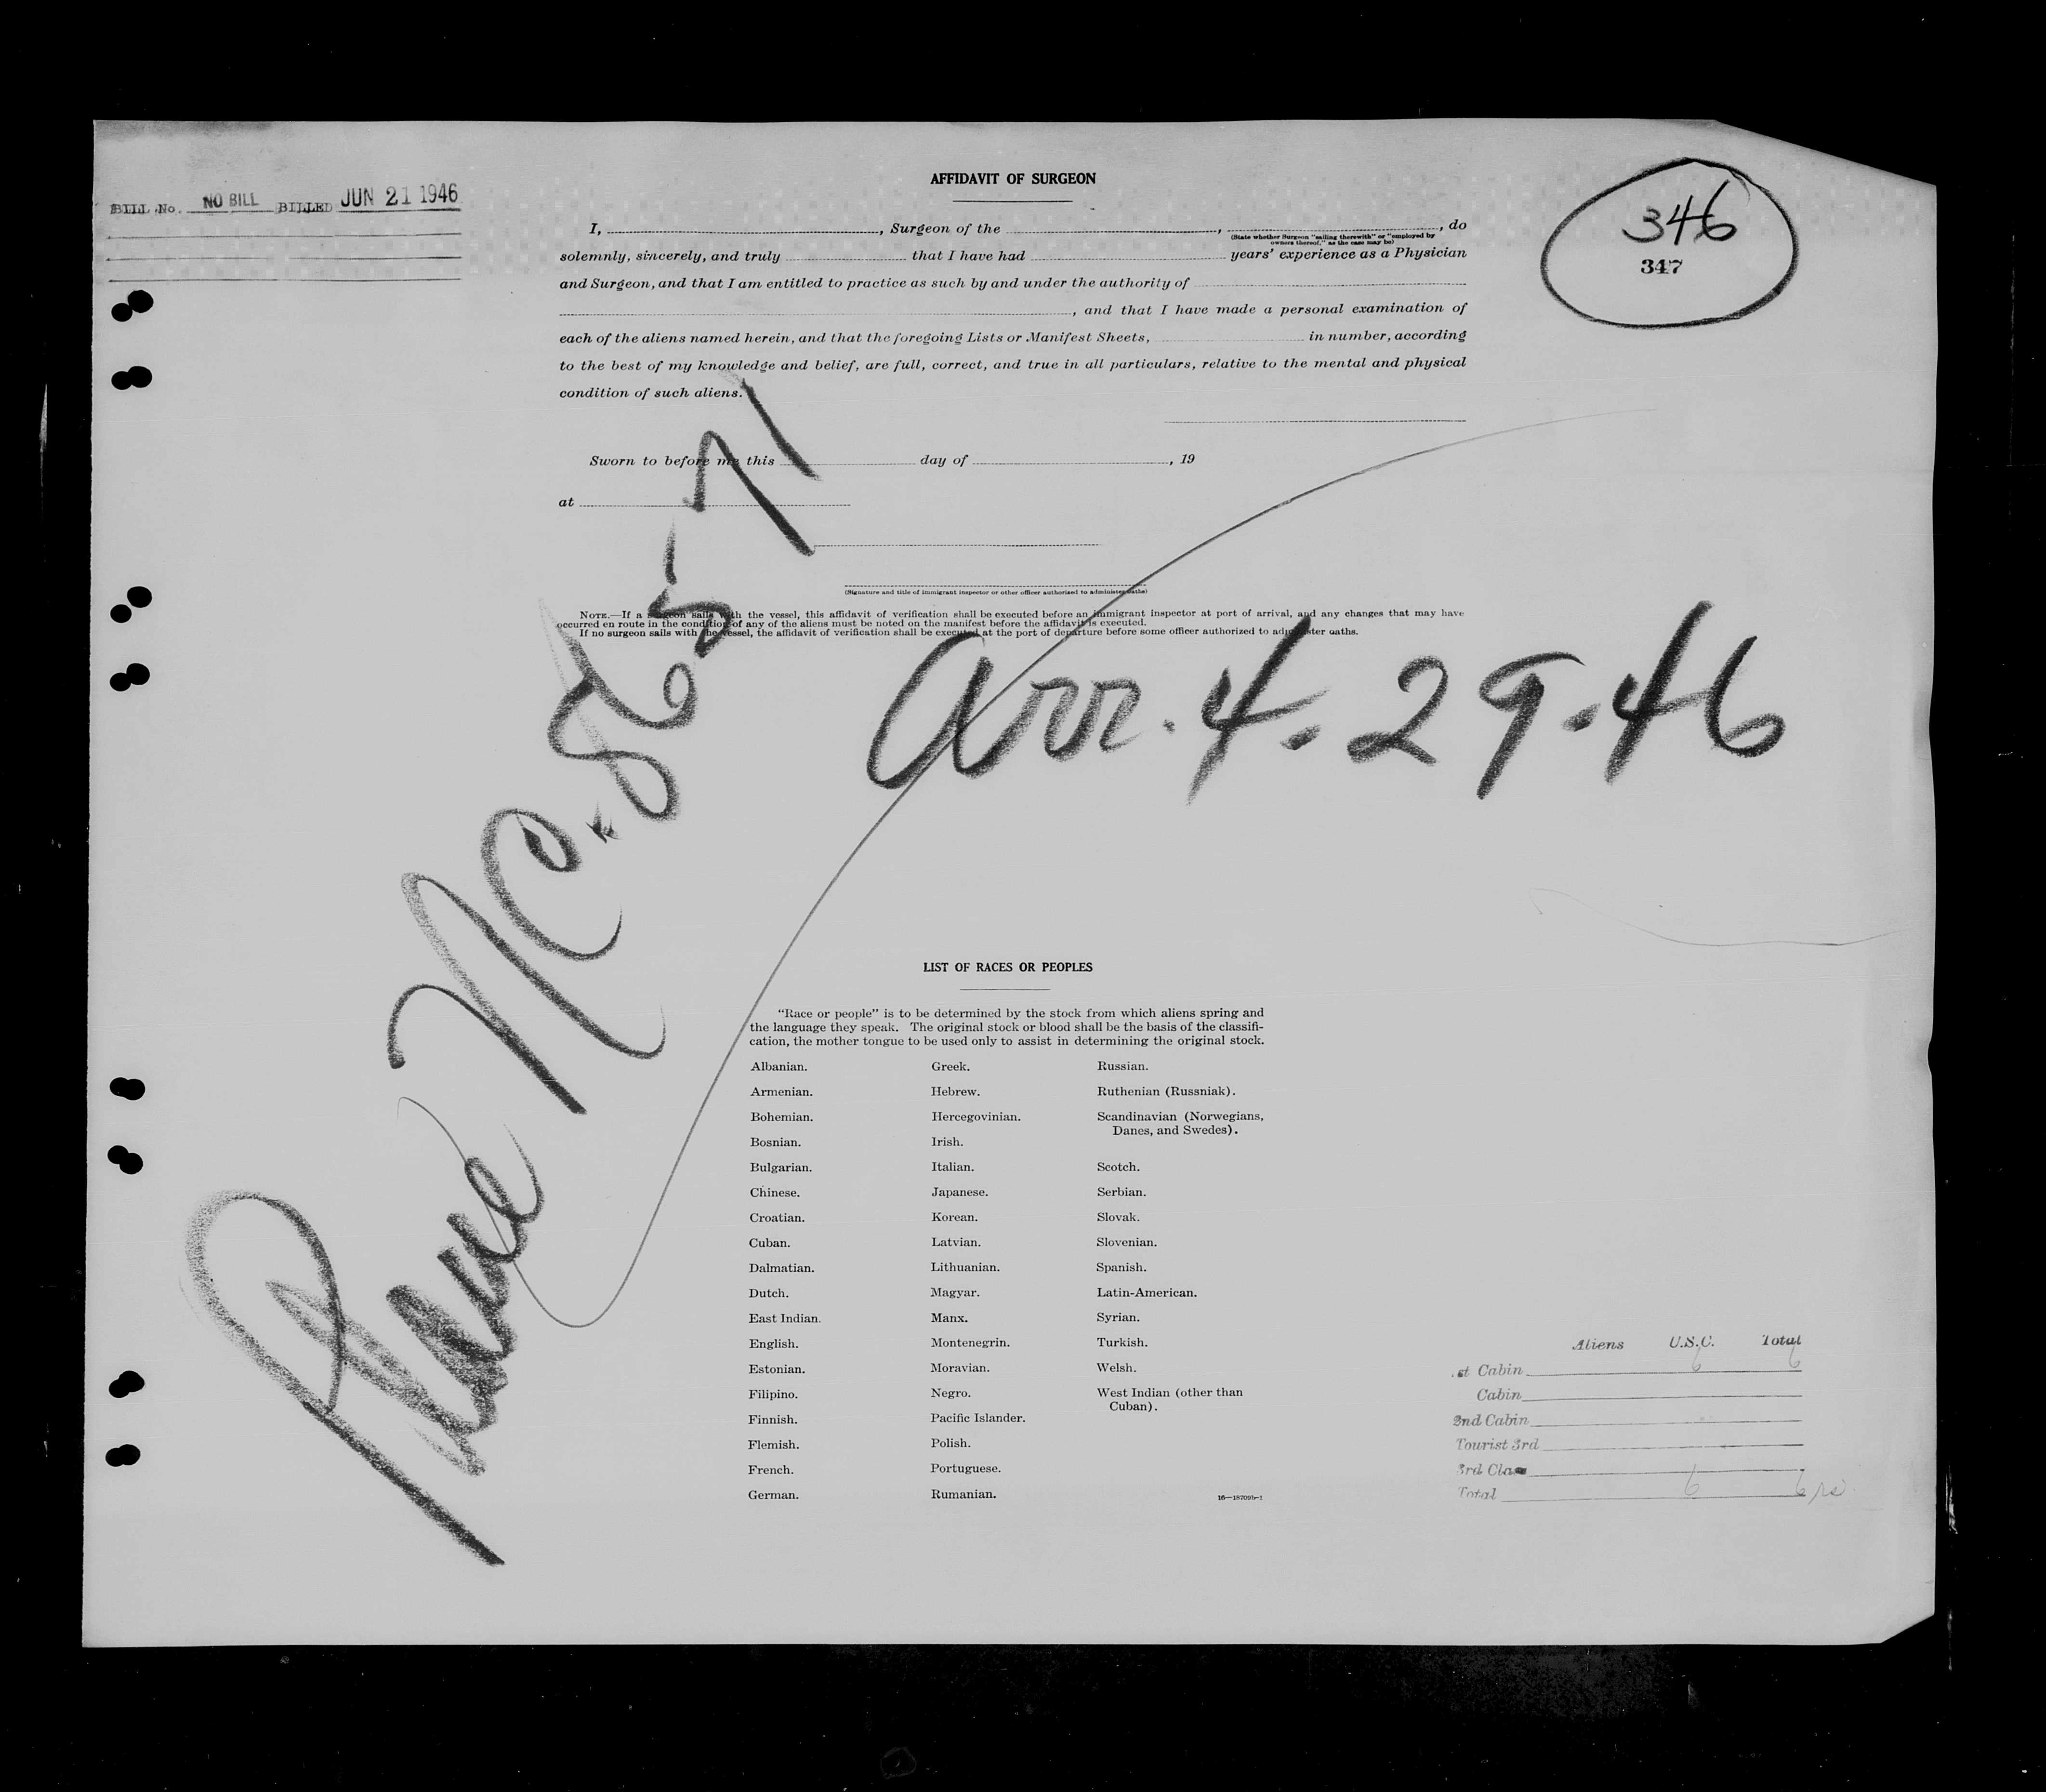 BILL No. NO BILL BILLED JUN 21 1946
AFFIDAVIT OF SURGEON
346
347
I, , Surgeon of the , , do
(State whether Surgeon "sailing therewith" or "employed by
owners thereof," as the case may be)
solemnly, sincerely, and truly that I have had years' experience as a Physician
and Surgeon, and that I am entitled to practice as such by and under the authority of
, and that I have made a personal examination of
each of the aliens named herein, and that the foregoing Lists or Manifest Sheets, in number, according
to the best of my knowledge and belief, are full, correct, and true in all particulars, relative to the mental and physical
condition of such aliens.
Sworn to before me this day of , 19
at
(Signature and title of immigrant inspector or other officer authorized to administer oaths)
NOTE.—If a surgeon sails with the vessel, this affidavit of verification shall be executed before an immigrant inspector at port of arrival, and any changes that may have
occurred en route in the condition of any of the aliens must be noted on the manifest before the affidavit is executed.
If no surgeon sails with the vessel, the affidavit of verification shall be executed at the port of departure before some officer authorized to administer oaths.
Plane NC. 86571
Arr. 4. 29. 46
LIST OF RACES OR PEOPLES
"Race or people" is to be determined by the stock from which aliens spring and
the language they speak. The original stock or blood shall be the basis of the classifi-
cation, the mother tongue to be used only to assist in determining the original stock.
Albanian. Greek. Russian.
Armenian. Hebrew. Ruthenian (Russniak).
Bohemian. Hercegovinian. Scandinavian (Norwegians,
Danes, and Swedes).
Bosnian. Irish.
Bulgarian. Italian. Scotch.
Chinese. Japanese. Serbian.
Croatian. Korean. Slovak.
Cuban. Latvian. Slovenian.
Dalmatian. Lithuanian. Spanish.
Dutch. Magyar. Latin-American.
East Indian. Manx. Syrian.
English. Montenegrin. Turkish.
Estonian. Moravian. Welsh.
Filipino. Negro. West Indian (other than
Cuban).
Finnish. Pacific Islander.
Flemish. Polish.
French. Portuguese.
German. Rumanian.
16—18709b-1
Aliens U.S.C. Total
st Cabin 6 6
Cabin
2nd Cabin
Tourist 3rd
3rd Class
Total 6 6